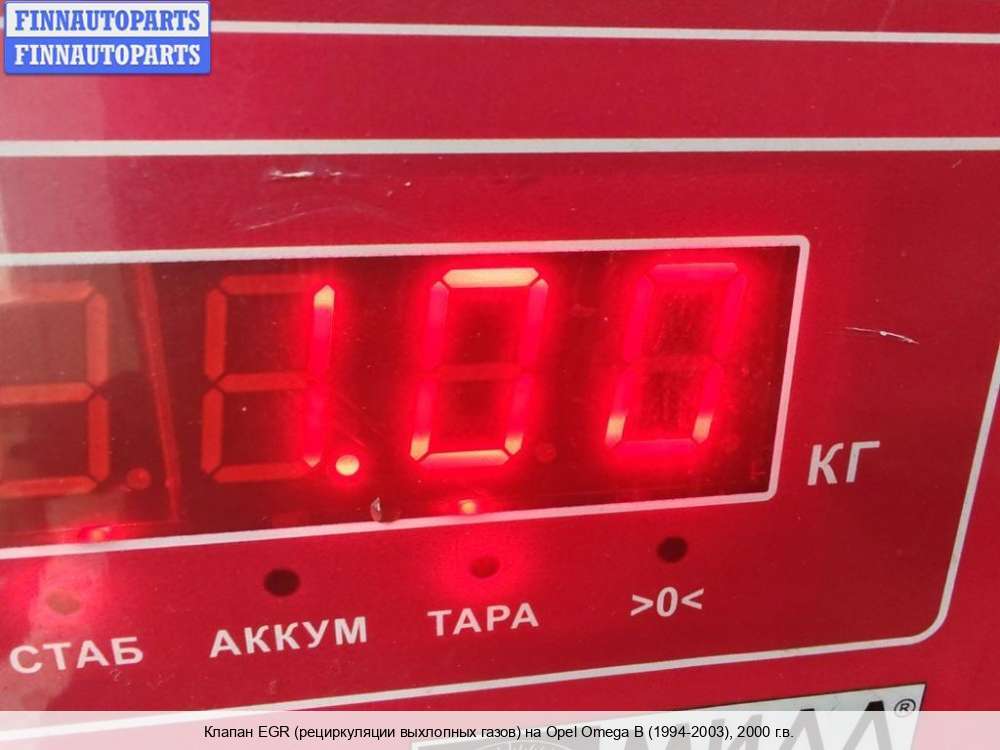 FINNAUTOPARTS
FINNAUTOPARTS
1.00
КГ
СТАБ
АККУМ
ТАРА
>0<
®
Клапан EGR (рециркуляции выхлопных газов) на Opel Omega B (1994-2003), 2000 г.в.